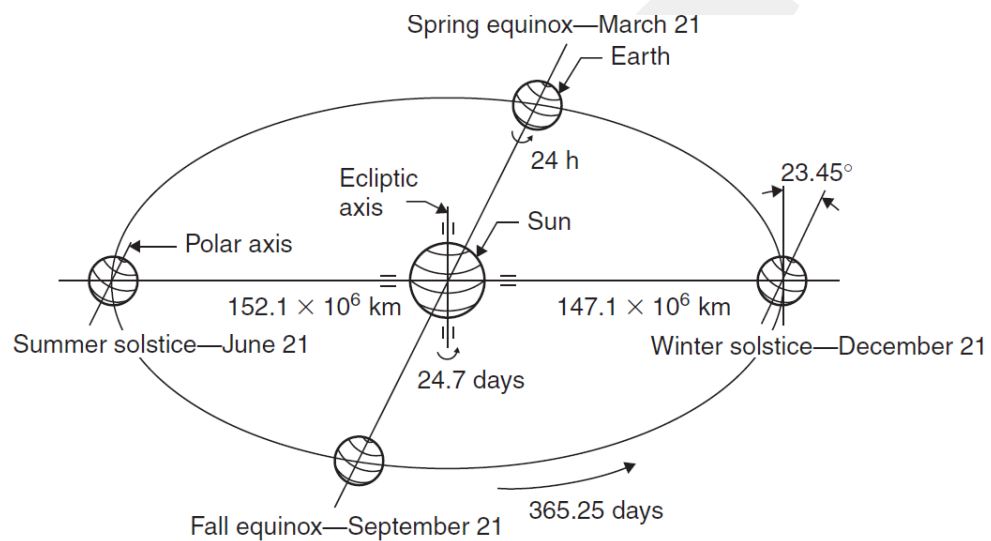 Spring equinox—March 21
Earth
24 h
23.45°
Ecliptic
axis
Sun
Polar axis
152.1 × 10⁶ km
147.1 × 10⁶ km
Summer solstice—June 21
Winter solstice—December 21
24.7 days
365.25 days
Fall equinox—September 21